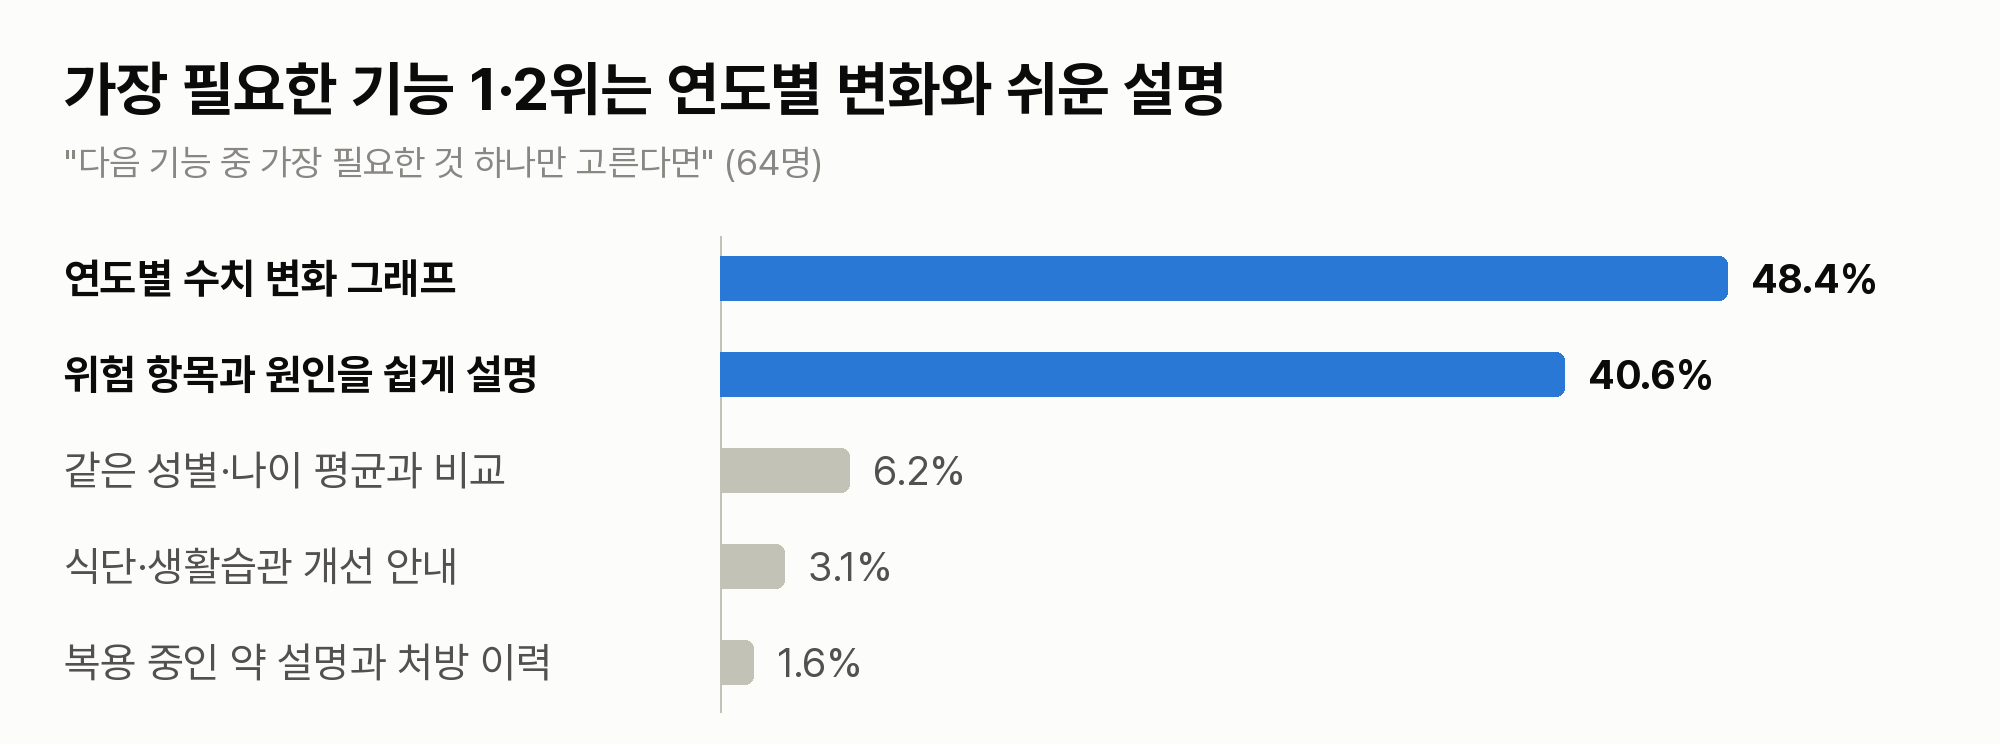 가장 필요한 기능 1·2위는 연도별 변화와 쉬운 설명
"다음 기능 중 가장 필요한 것 하나만 고른다면" (64명)
연도별 수치 변화 그래프 48.4%
위험 항목과 원인을 쉽게 설명 40.6%
같은 성별·나이 평균과 비교 6.2%
식단·생활습관 개선 안내 3.1%
복용 중인 약 설명과 처방 이력 1.6%